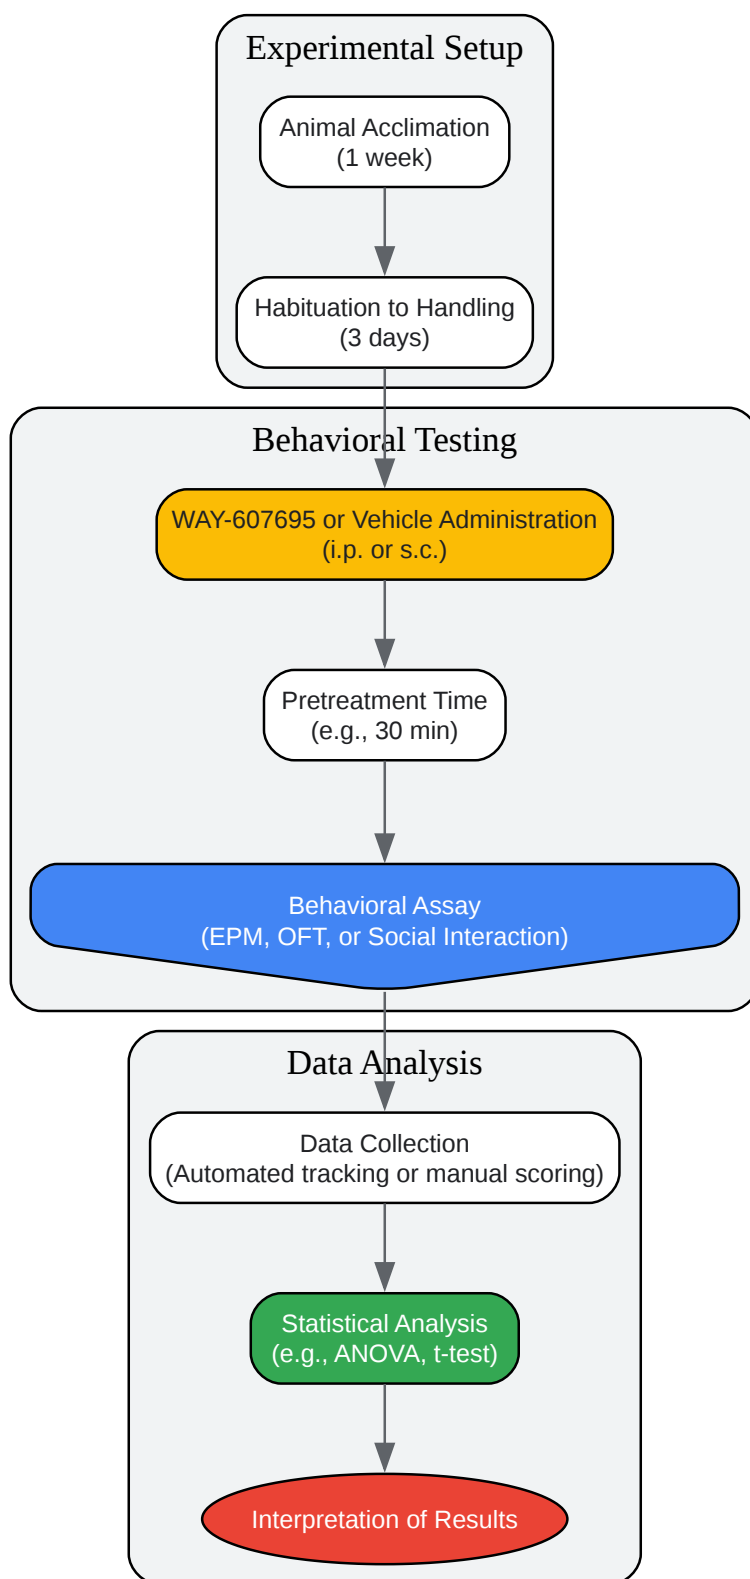 Experimental Setup
Animal Acclimation
(1 week)
Habituation to Handling
(3 days)
Behavioral Testing
WAY-607695 or Vehicle Administration
(i.p. or s.c.)
Pretreatment Time
(e.g., 30 min)
Behavioral Assay
(EPM, OFT, or Social Interaction)
Data Analysis
Data Collection
(Automated tracking or manual scoring)
Statistical Analysis
(e.g., ANOVA, t-test)
Interpretation of Results